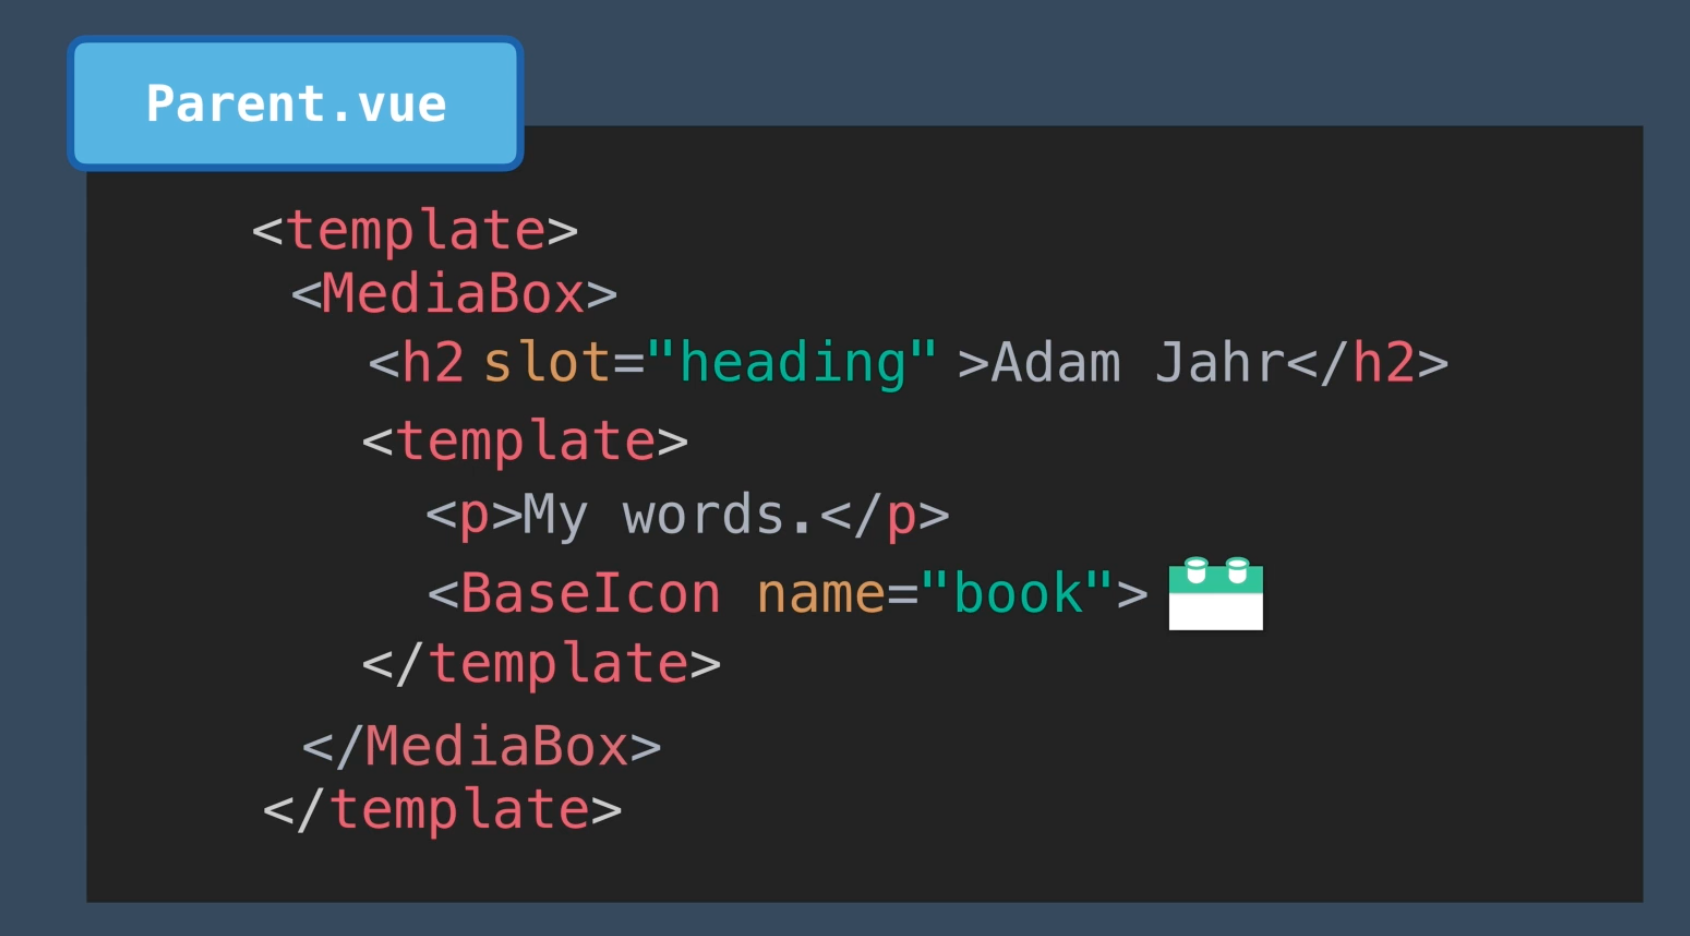 Parent.vue
<template>
<MediaBox>
<h2 slot="heading" >Adam Jahr</h2>
<template>
<p>My words.</p>
<BaseIcon name="book">
</template>
</MediaBox>
</template>